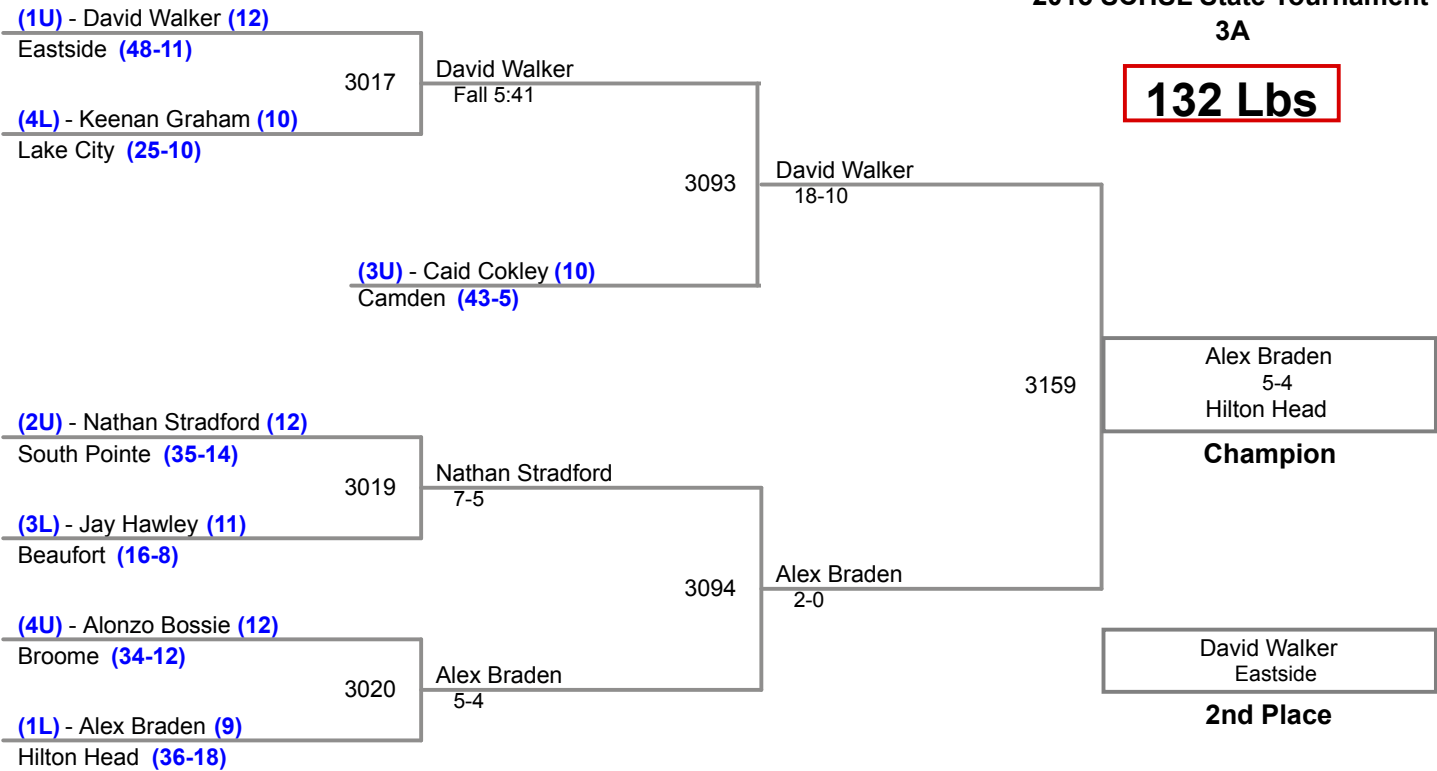 3A
132 Lbs
(1U) - David Walker (12)
Eastside (48-11)
3017
David Walker
Fall 5:41
(4L) - Keenan Graham (10)
Lake City (25-10)
3093
David Walker
18-10
(3U) - Caid Cokley (10)
Camden (43-5)
3159
Alex Braden
5-4
Hilton Head
Champion
(2U) - Nathan Stradford (12)
South Pointe (35-14)
3019
Nathan Stradford
7-5
(3L) - Jay Hawley (11)
Beaufort (16-8)
3094
Alex Braden
2-0
(4U) - Alonzo Bossie (12)
Broome (34-12)
3020
Alex Braden
5-4
(1L) - Alex Braden (9)
Hilton Head (36-18)
David Walker
Eastside
2nd Place